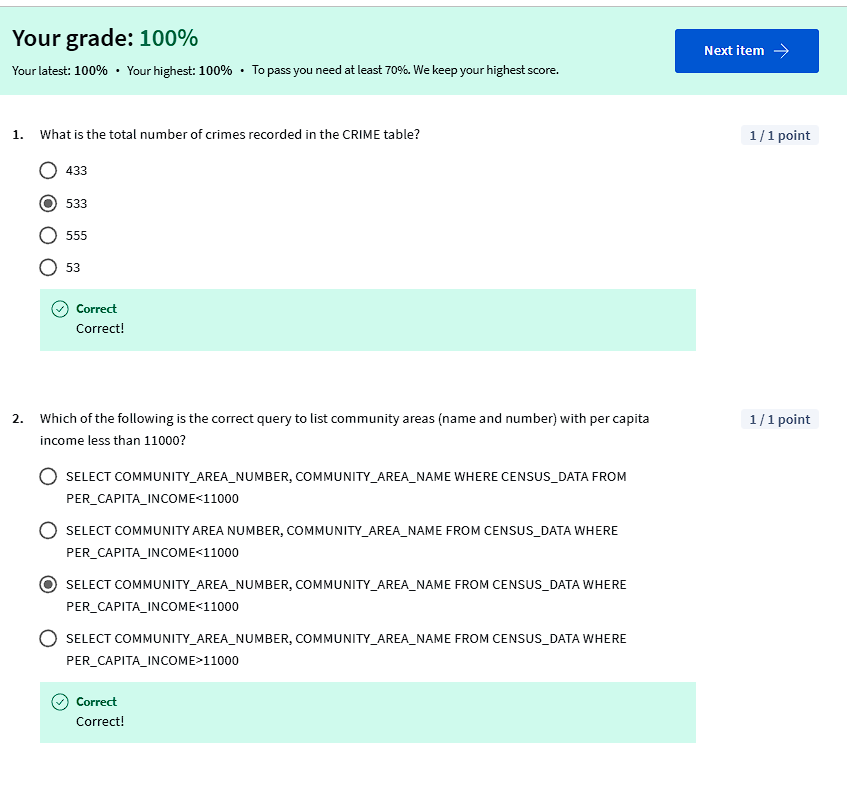 Your grade: 100%
Next item →
Your latest: 100% • Your highest: 100% • To pass you need at least 70%. We keep your highest score.
1. What is the total number of crimes recorded in the CRIME table?
1 / 1 point
433
533
555
53
Correct
Correct!
2. Which of the following is the correct query to list community areas (name and number) with per capita
income less than 11000?
1 / 1 point
SELECT COMMUNITY_AREA_NUMBER, COMMUNITY_AREA_NAME WHERE CENSUS_DATA FROM
PER_CAPITA_INCOME<11000
SELECT COMMUNITY AREA NUMBER, COMMUNITY_AREA_NAME FROM CENSUS_DATA WHERE
PER_CAPITA_INCOME<11000
SELECT COMMUNITY_AREA_NUMBER, COMMUNITY_AREA_NAME FROM CENSUS_DATA WHERE
PER_CAPITA_INCOME<11000
SELECT COMMUNITY_AREA_NUMBER, COMMUNITY_AREA_NAME FROM CENSUS_DATA WHERE
PER_CAPITA_INCOME>11000
Correct
Correct!